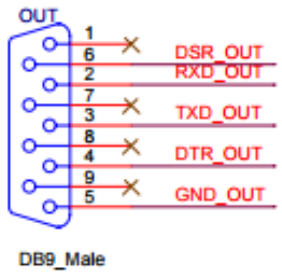 OUT
1
6 DSR_OUT
2 RXD_OUT
7
3 TXD_OUT
8
4 DTR_OUT
9
5 GND_OUT
DB9_Male